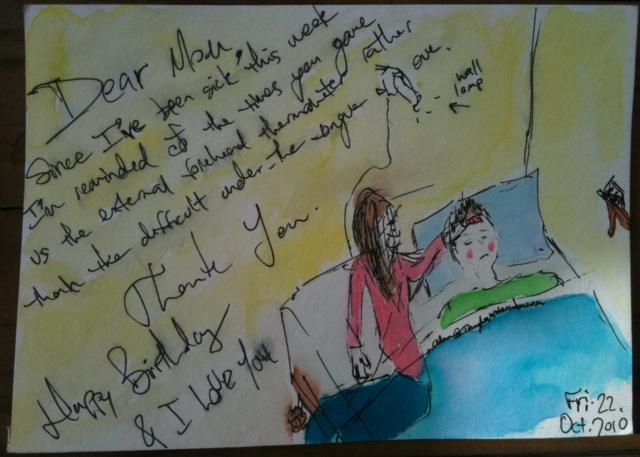 Dear Mom,
Since I've been sick this week
I'm reminded of the times you gave
us the external forehead thermometer rather
than the difficult under-the-tongue one.
Thank You.
Happy Birthday
& I Love You
wall
lamp
Fri. 22.
Oct. 2010